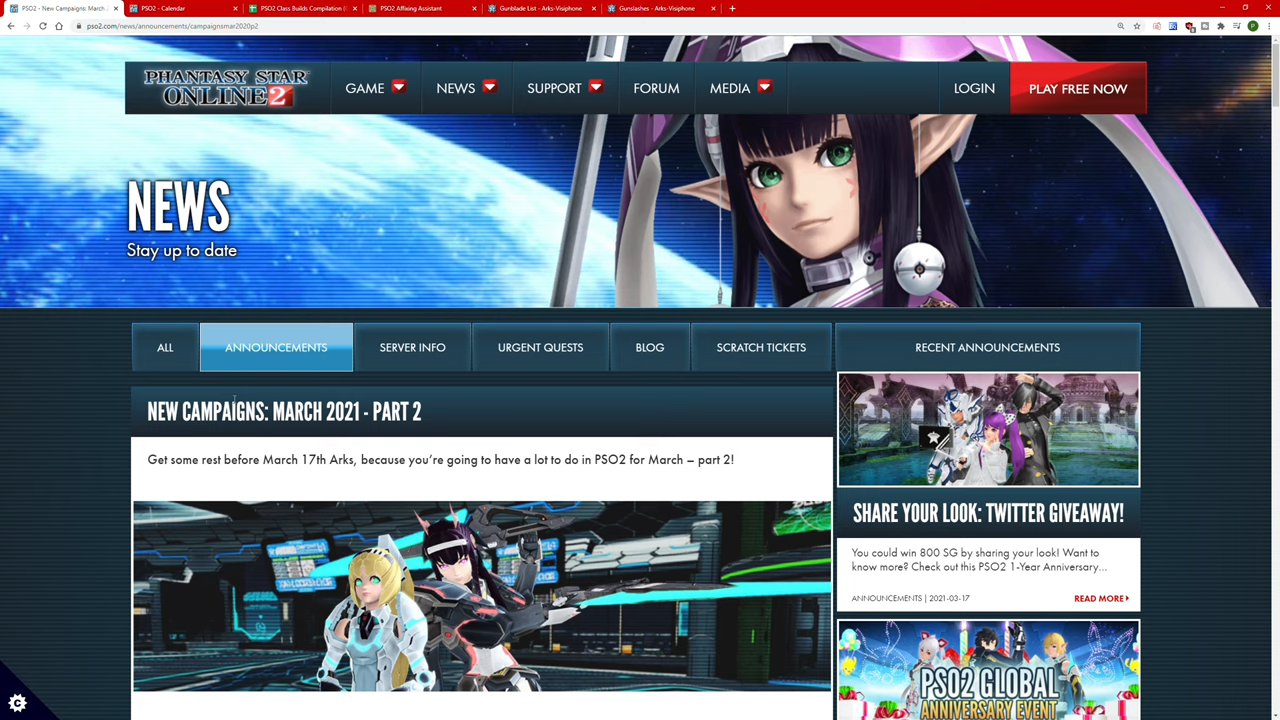 PSO2 - New Campaigns: March
PSO2 - Calendar
PSO2 Class Builds Compilation (
PSO2 Affixing Assistant
Gunblade List - Arks-Visiphone
Gunslashes - Arks-Visiphone
pso2.com/news/announcements/campaignsmar2020p2
PHANTASY STAR
ONLINE 2
GAME
NEWS
SUPPORT
FORUM
MEDIA
LOGIN
PLAY FREE NOW
NEWS
Stay up to date
ALL
ANNOUNCEMENTS
SERVER INFO
URGENT QUESTS
BLOG
SCRATCH TICKETS
RECENT ANNOUNCEMENTS
NEW CAMPAIGNS: MARCH 2021 - PART 2
Get some rest before March 17th Arks, because you’re going to have a lot to do in PSO2 for March – part 2!
SHARE YOUR LOOK: TWITTER GIVEAWAY!
You could win 800 SG by sharing your look! Want to
know more? Check out this PSO2 1-Year Anniversary...
ANNOUNCEMENTS | 2021-03-17
READ MORE
PSO2 GLOBAL
ANNIVERSARY EVENT